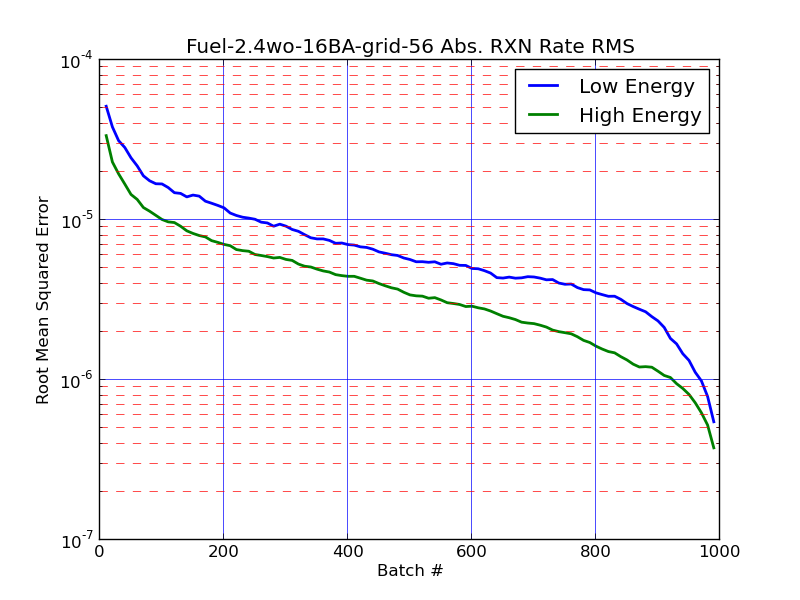 Fuel-2.4wo-16BA-grid-56 Abs. RXN Rate RMS
Low Energy
High Energy
Root Mean Squared Error
10^-4
10^-5
10^-6
10^-7
0 200 400 600 800 1000
Batch #